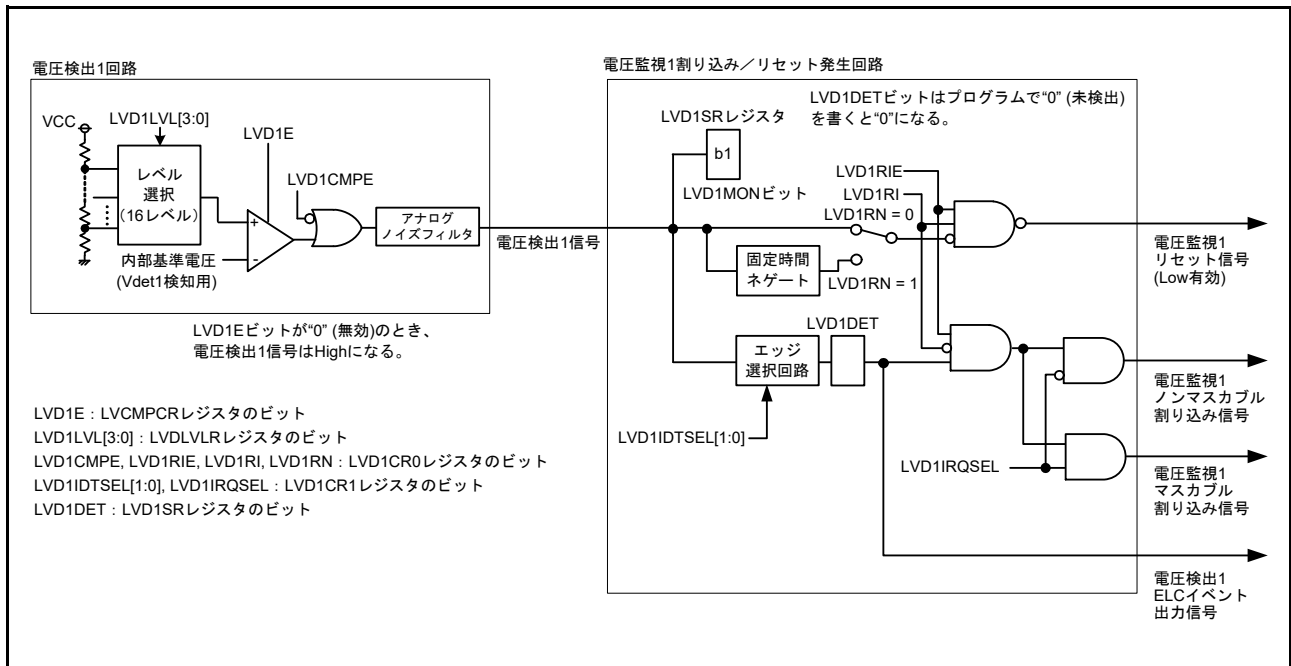 電圧検出1回路
VCC
LVD1LVL[3:0]
レベル
選択
(16レベル)
LVD1E
+
-
LVD1CMPE
アナログ
ノイズフィルタ
内部基準電圧
(Vdet1検知用)
電圧検出1信号
LVD1Eビットが“0” (無効)のとき、
電圧検出1信号はHighになる。
電圧監視1割り込み/リセット発生回路
LVD1DETビットはプログラムで“0” (未検出)
を書くと“0”になる。
LVD1SRレジスタ
b1
LVD1MONビット
LVD1RIE
LVD1RI
LVD1RN = 0
固定時間
ネゲート
LVD1RN = 1
LVD1DET
エッジ
選択回路
LVD1IDTSEL[1:0]
LVD1IRQSEL
電圧監視1
リセット信号
(Low有効)
電圧監視1
ノンマスカブル
割り込み信号
電圧監視1
マスカブル
割り込み信号
電圧検出1
ELCイベント
出力信号
LVD1E:LVCMPCRレジスタのビット
LVD1LVL[3:0]:LVDLVLRレジスタのビット
LVD1CMPE, LVD1RIE, LVD1RI, LVD1RN:LVD1CR0レジスタのビット
LVD1IDTSEL[1:0], LVD1IRQSEL:LVD1CR1レジスタのビット
LVD1DET:LVD1SRレジスタのビット